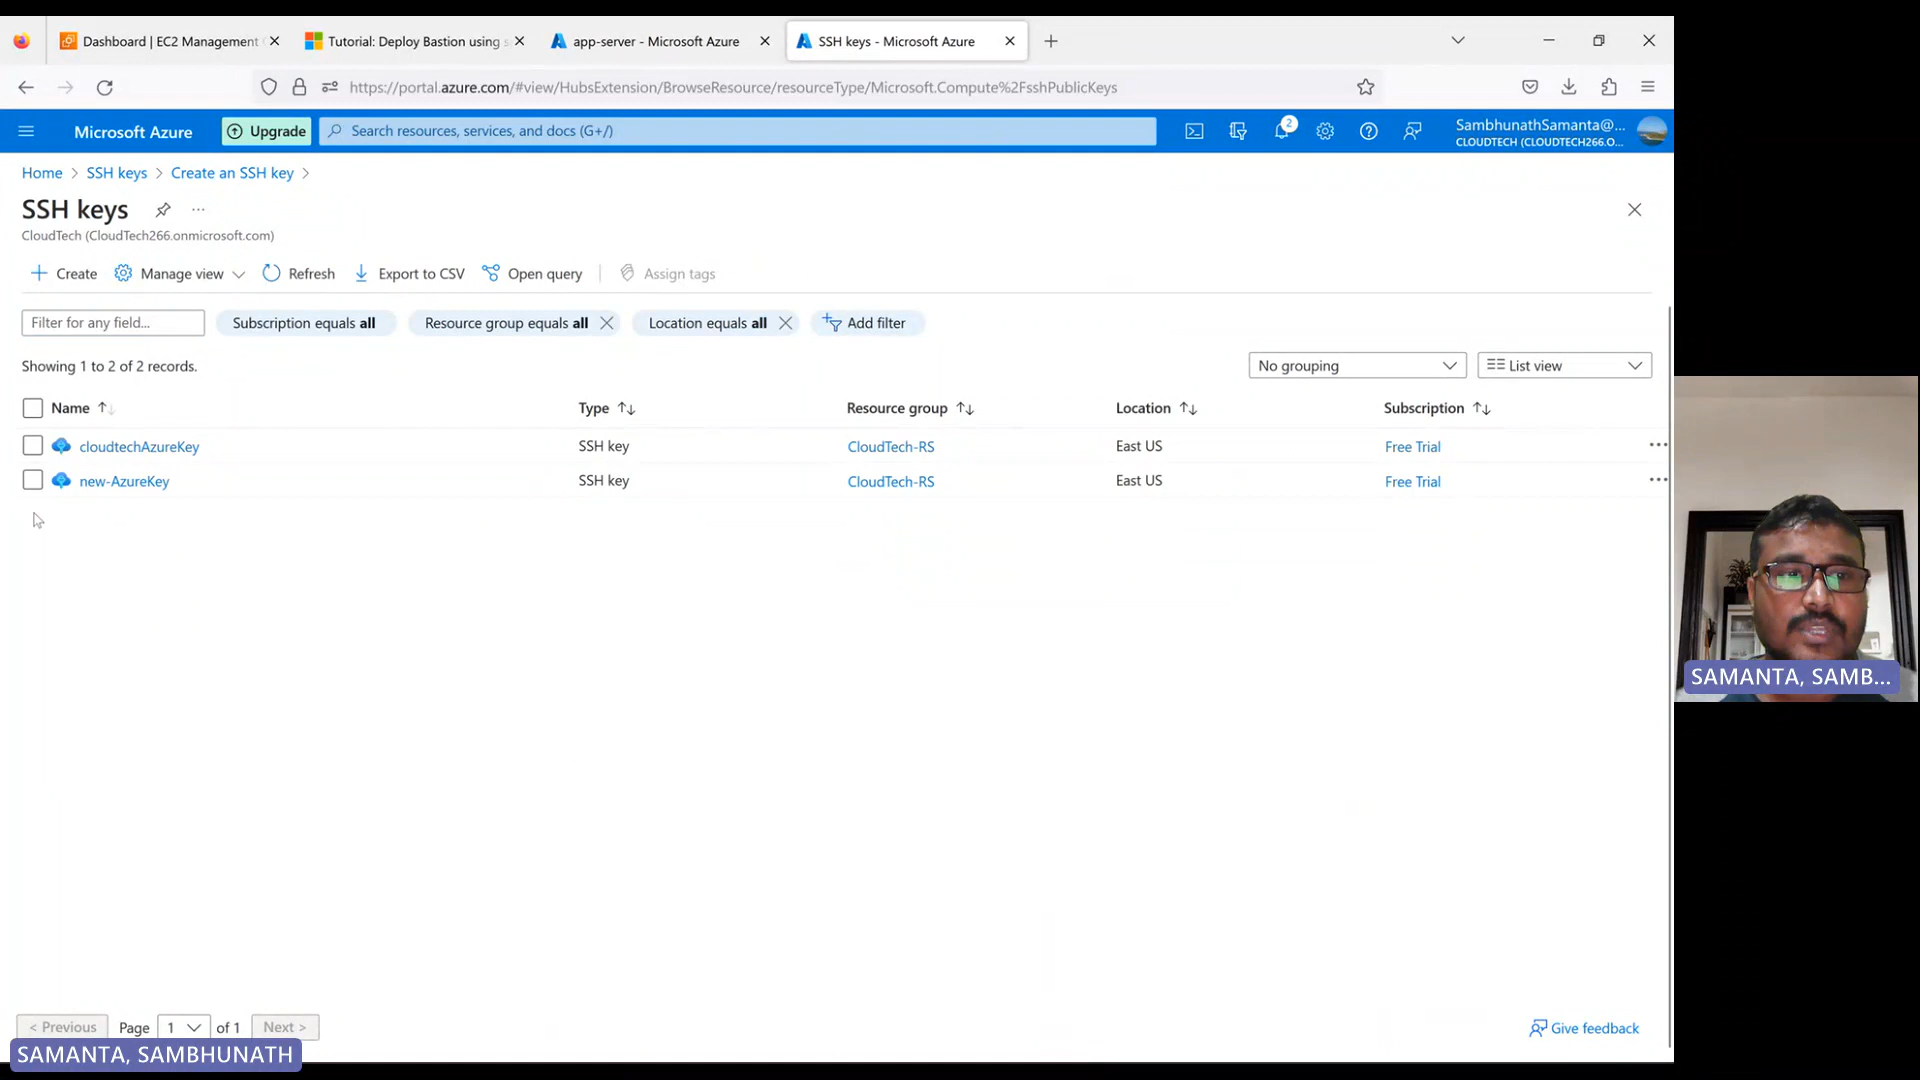 Dashboard | EC2 Management
Tutorial: Deploy Bastion using s
app-server - Microsoft Azure
SSH keys - Microsoft Azure
https://portal.azure.com/#view/HubsExtension/BrowseResource/resourceType/Microsoft.Compute%2FsshPublicKeys
Microsoft Azure
Upgrade
Search resources, services, and docs (G+/)
2
SambhunathSamanta@...
CLOUDTECH (CLOUDTECH266.O...
Home > SSH keys > Create an SSH key >
SSH keys
CloudTech (CloudTech266.onmicrosoft.com)
Create Manage view Refresh Export to CSV Open query Assign tags
Filter for any field... Subscription equals all Resource group equals all Location equals all Add filter
Showing 1 to 2 of 2 records.
No grouping
List view
Name Type Resource group Location Subscription
cloudtechAzureKey SSH key CloudTech-RS East US Free Trial
new-AzureKey SSH key CloudTech-RS East US Free Trial
SAMANTA, SAMB...
< Previous Page 1 of 1 Next >
Give feedback
SAMANTA, SAMBHUNATH